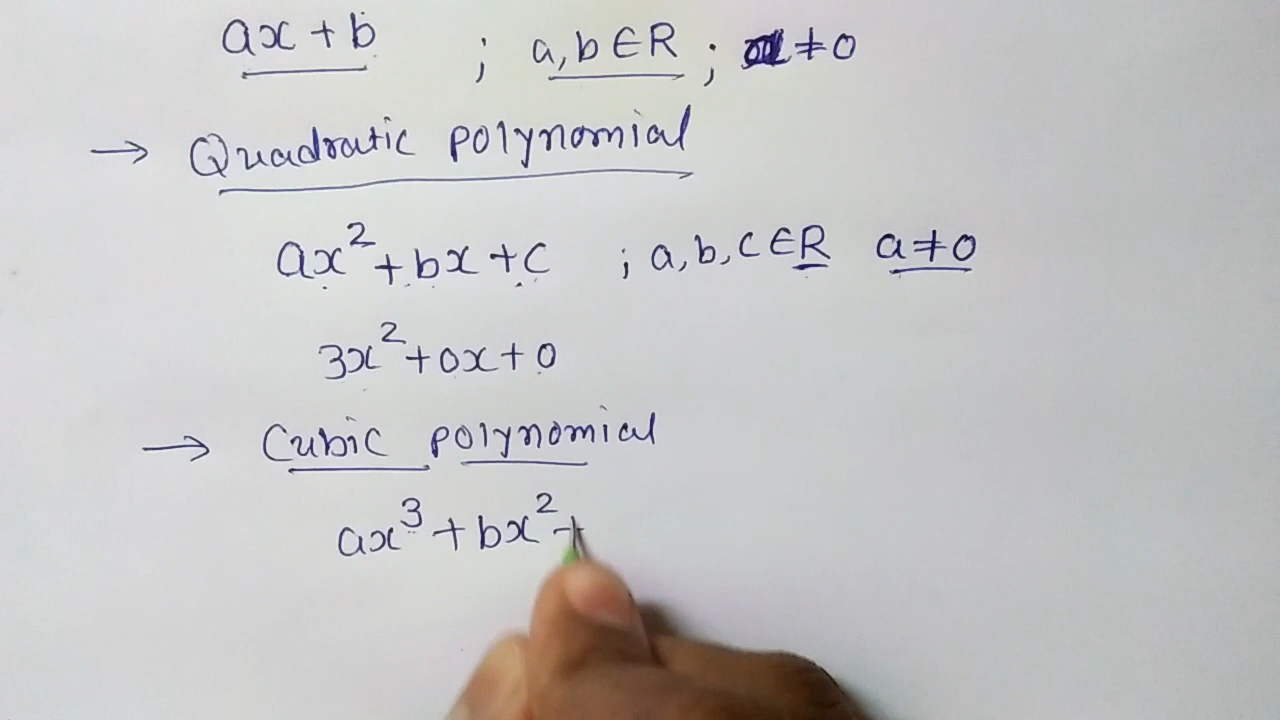 ax + b ; a, b ∈ R ; a ≠ 0
→ Quadratic polynomial
ax² + bx + c ; a, b, c ∈ R a ≠ 0
3x² + 0x + 0
→ Cubic polynomial
ax³ + bx² +